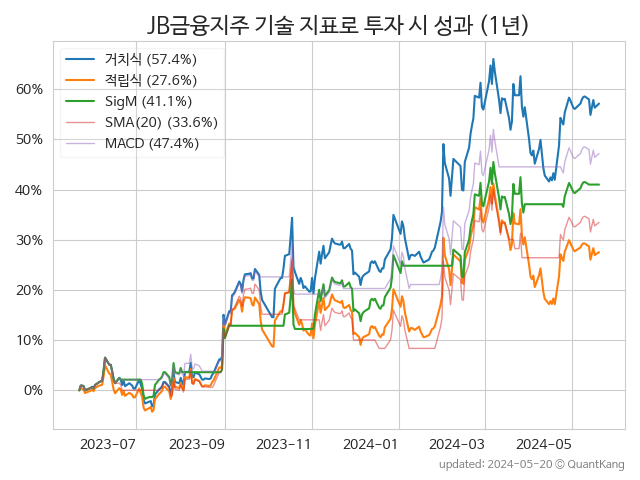 JB금융지주 기술 지표로 투자 시 성과 (1년)
거치식 (57.4%)
적립식 (27.6%)
SigM (41.1%)
SMA(20) (33.6%)
MACD (47.4%)
60%
50%
40%
30%
20%
10%
0%
2023-07 2023-09 2023-11 2024-01 2024-03 2024-05
updated: 2024-05-20 © QuantKang